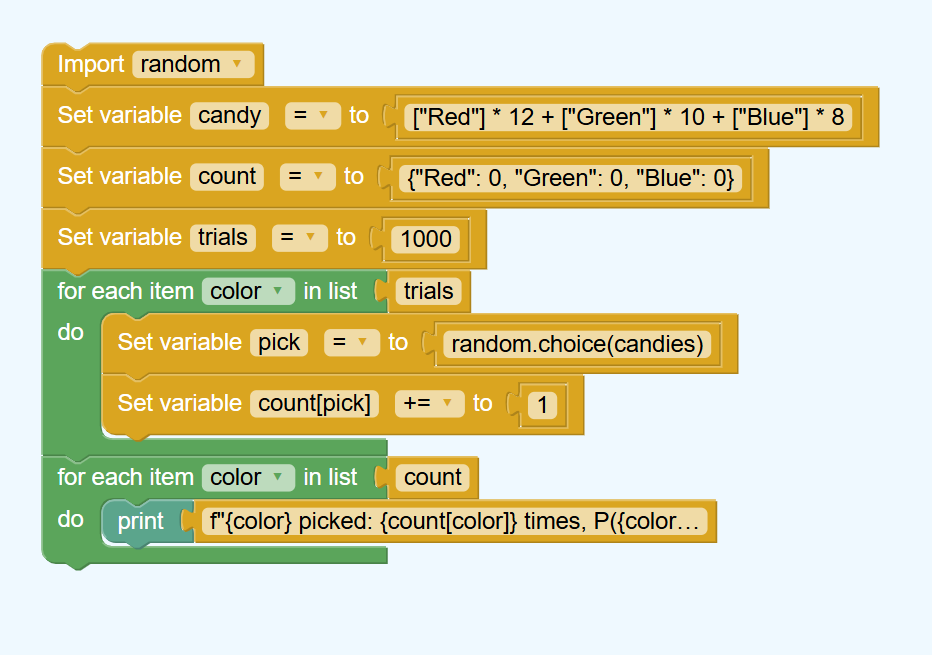 Import random
Set variable candy = to ["Red"] * 12 + ["Green"] * 10 + ["Blue"] * 8
Set variable count = to {"Red": 0, "Green": 0, "Blue": 0}
Set variable trials = to 1000
for each item color in list trials
do
Set variable pick = to random.choice(candies)
Set variable count[pick] += to 1
for each item color in list count
do print f"{color} picked: {count[color]} times, P({color…